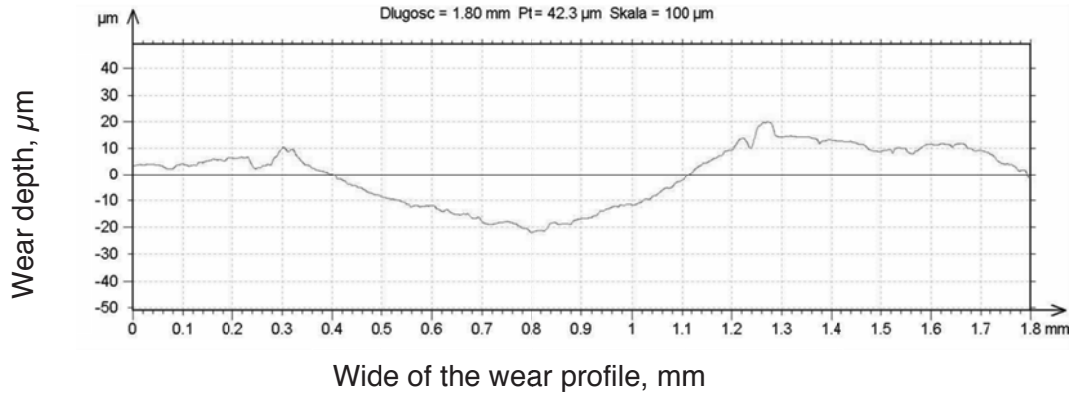 Dlugosc = 1.80 mm Pt = 42.3 µm Skala = 100 µm
µm
40
30
20
10
0
-10
-20
-30
-40
-50
Wear depth, µm
0 0.1 0.2 0.3 0.4 0.5 0.6 0.7 0.8 0.9 1 1.1 1.2 1.3 1.4 1.5 1.6 1.7 1.8 mm
Wide of the wear profile, mm